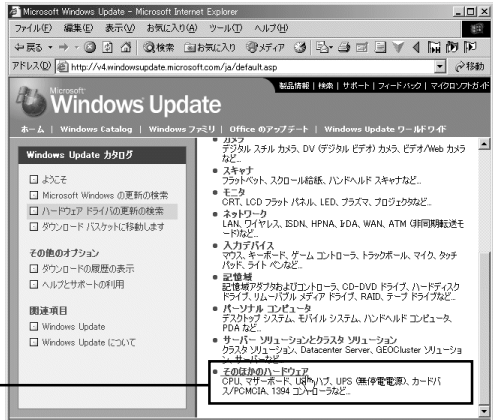 Microsoft Windows Update - Microsoft Internet Explorer
ファイル(F) 編集(E) 表示(V) お気に入り(A) ツール(T) ヘルプ(H)
戻る 検索 お気に入り メディア
アドレス(D) http://v4.windowsupdate.microsoft.com/ja/default.asp 移動
製品情報 | 検索 | サポート | フィードバック | マイクロソフトガイド
Microsoft
Windows Update
ホーム | Windows Catalog | Windows ファミリ | Office のアップデート | Windows Update ワールドワイド
Windows Update カタログ
ようこそ
Microsoft Windows の更新の検索
ハードウェア ドライバの更新の検索
ダウンロード バスケットに移動します
その他のオプション
ダウンロードの履歴の表示
ヘルプとサポートの利用
関連項目
Windows Update
Windows Update について
カメラ
デジタル スチル カメラ、DV (デジタル ビデオ) カメラ、ビデオ/Web カメラ
など...
スキャナ
フラットベット、スクロール給紙、ハンドヘルド スキャナなど...
モニタ
CRT、LCD フラット パネル、LED、プラズマ、プロジェクタなど...
ネットワーク
LAN、ワイヤレス、ISDN、HPNA、IrDA、WAN、ATM (非同期転送モ
ード)など...
入力デバイス
マウス、キーボード、ゲーム コントローラ、トラックボール、マイク、タッチ
パッド、ライト ペンなど...
記憶域
記憶域アダプタおよびコントローラ、CD-DVD ドライブ、ハードディスク
ドライブ、リムーバブル メディア ドライブ、RAID、テープ ドライブなど...
パーソナル コンピュータ
デスクトップ システム、モバイル システム、ハンドヘルド コンピュータ、
PDA など...
サーバー ソリューションとクラスタ ソリューション
クラスタ ソリューション、Datacenter Server、GEOCluster ソリューショ
ン、サーバーなど...
そのほかのハードウェア
CPU、マザーボード、USB ハブ、UPS (無停電電源)、カードバ
ス/PCMCIA、1394 コントローラなど...